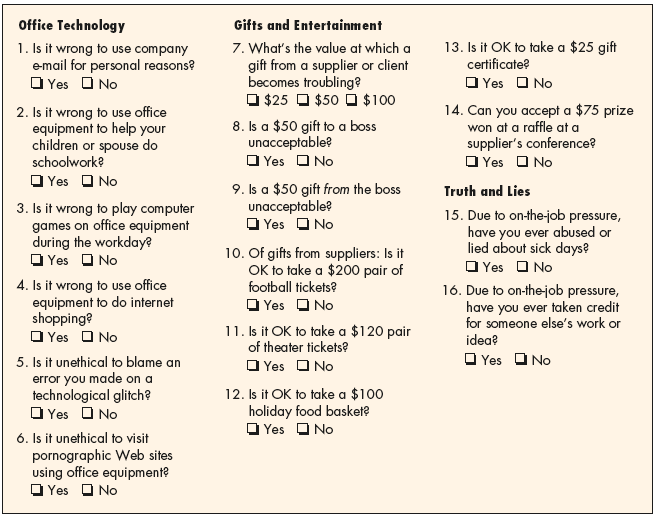 Office Technology
1. Is it wrong to use company
e-mail for personal reasons?
❏ Yes ❏ No
2. Is it wrong to use office
equipment to help your
children or spouse do
schoolwork?
❏ Yes ❏ No
3. Is it wrong to play computer
games on office equipment
during the workday?
❏ Yes ❏ No
4. Is it wrong to use office
equipment to do internet
shopping?
❏ Yes ❏ No
5. Is it unethical to blame an
error you made on a
technological glitch?
❏ Yes ❏ No
6. Is it unethical to visit
pornographic Web sites
using office equipment?
❏ Yes ❏ No
Gifts and Entertainment
7. What's the value at which a
gift from a supplier or client
becomes troubling?
❏ $25 ❏ $50 ❏ $100
8. Is a $50 gift to a boss
unacceptable?
❏ Yes ❏ No
9. Is a $50 gift from the boss
unacceptable?
❏ Yes ❏ No
10. Of gifts from suppliers: Is it
OK to take a $200 pair of
football tickets?
❏ Yes ❏ No
11. Is it OK to take a $120 pair
of theater tickets?
❏ Yes ❏ No
12. Is it OK to take a $100
holiday food basket?
❏ Yes ❏ No
13. Is it OK to take a $25 gift
certificate?
❏ Yes ❏ No
14. Can you accept a $75 prize
won at a raffle at a
supplier's conference?
❏ Yes ❏ No
Truth and Lies
15. Due to on-the-job pressure,
have you ever abused or
lied about sick days?
❏ Yes ❏ No
16. Due to on-the-job pressure,
have you ever taken credit
for someone else's work or
idea?
❏ Yes ❏ No